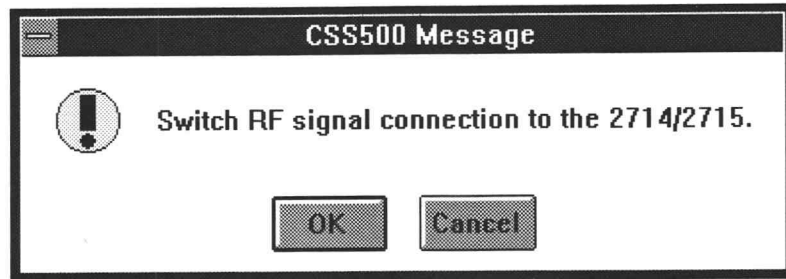 CSS500 Message
Switch RF signal connection to the 2714/2715.
OK Cancel